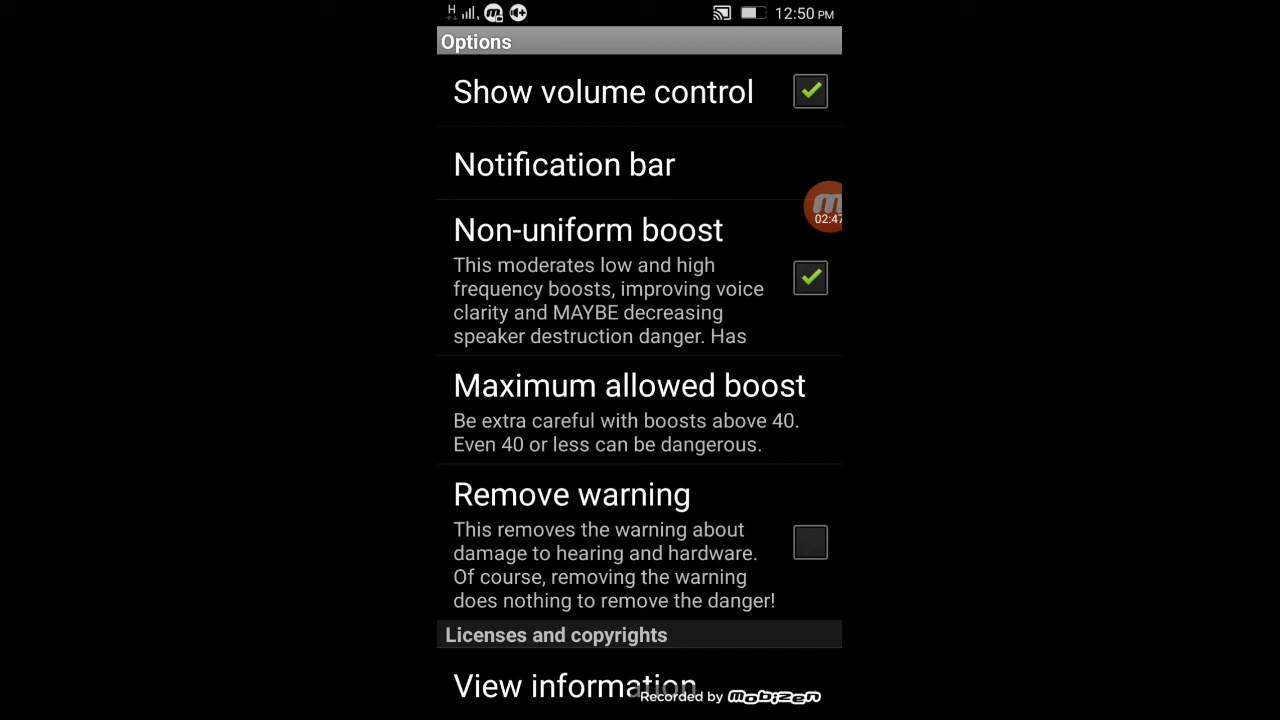 H 12:50 PM
Options
Show volume control
Notification bar
02:47
Non-uniform boost
This moderates low and high
frequency boosts, improving voice
clarity and MAYBE decreasing
speaker destruction danger. Has
Maximum allowed boost
Be extra careful with boosts above 40.
Even 40 or less can be dangerous.
Remove warning
This removes the warning about
damage to hearing and hardware.
Of course, removing the warning
does nothing to remove the danger!
Licenses and copyrights
View information
Recorded by mobizen